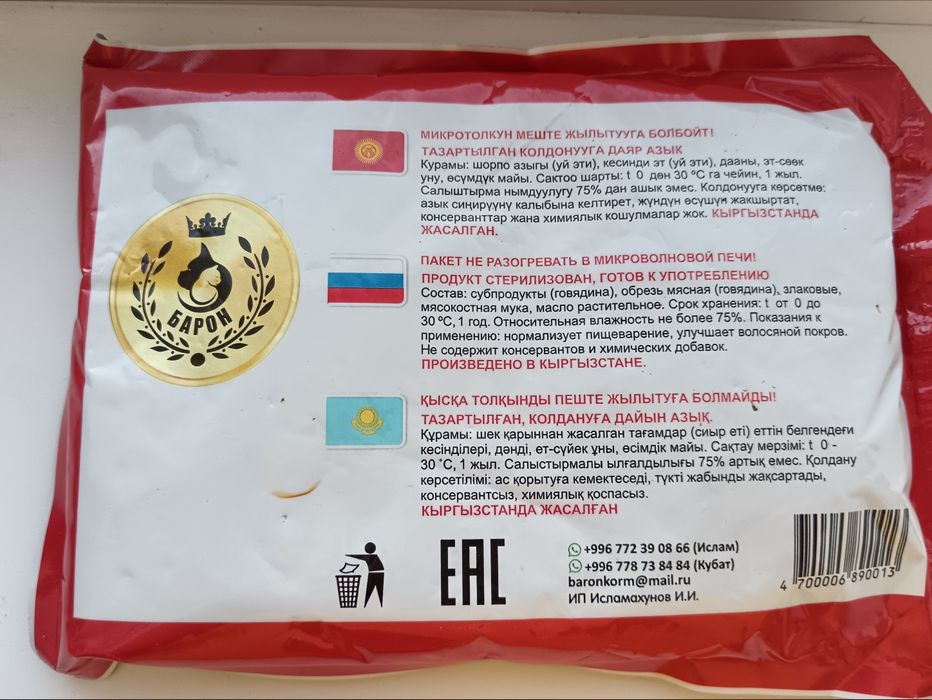 БАРОН
МИКРОТОЛКУН МЕШТЕ ЖЫЛЫТУУГА БОЛБОЙТ!
ТАЗАРТЫЛГАН КОЛДОНУУГА ДАЯР АЗЫК
Курамы: шорпо азыгы (уй эти), кесинди эт (уй эти), дааны, эт-сөөк
уну, өсүмдүк майы. Сактоо шарты: t 0 дөн 30 ºС га чейин, 1 жыл.
Салыштырма нымдуулугу 75% дан ашык эмес. Колдонууга көрсөтмө:
азык синирүүнү калыбына келтирет, жүндүн өсүшүн жакшыртат,
консерванттар жана химиялык кошулмалар жок. КЫРГЫЗСТАНДА
ЖАСАЛГАН.
ПАКЕТ НЕ РАЗОГРЕВАТЬ В МИКРОВОЛНОВОЙ ПЕЧИ!
ПРОДУКТ СТЕРИЛИЗОВАН, ГОТОВ К УПОТРЕБЛЕНИЮ
Состав: субпродукты (говядина), обрезь мясная (говядина), злаковые,
мясокостная мука, масло растительное. Срок хранения: t от 0 до
30 ºС, 1 год. Относительная влажность не более 75%. Показания к
применению: нормализует пищеварение, улучшает волосяной покров.
Не содержит консервантов и химических добавок.
ПРОИЗВЕДЕНО В КЫРГЫЗСТАНЕ.
ҚЫСҚА ТОЛҚЫНДЫ ПЕШТЕ ЖЫЛЫТУҒА БОЛМАЙДЫ!
ТАЗАРТЫЛҒАН, КОЛДАНУҒА ДАЙЫН АЗЫҚ.
Құрамы: шек қарыннан жасалган тағамдар (сиыр еті) еттін белгендеғи
кесінділері, дәнді, ет-сүйек ұны, өсімдік майы. Сақтау мерзімі: t 0 -
30 ˚С, 1 жыл. Салыстырмалы ылғалдылығы 75% артық емес. Қолдану
көрсетілімі: ас қорытуға кемектеседі, түкті жабынды жақсартады,
консервантсыз, химиялық қоспасыз.
КЫРГЫЗСТАНДА ЖАСАЛҒАН
EAC
+996 772 39 08 66 (Ислам)
+996 778 73 84 84 (Кубат)
baronkorm@mail.ru
ИП Исламахунов И.И.
4 700006 890013